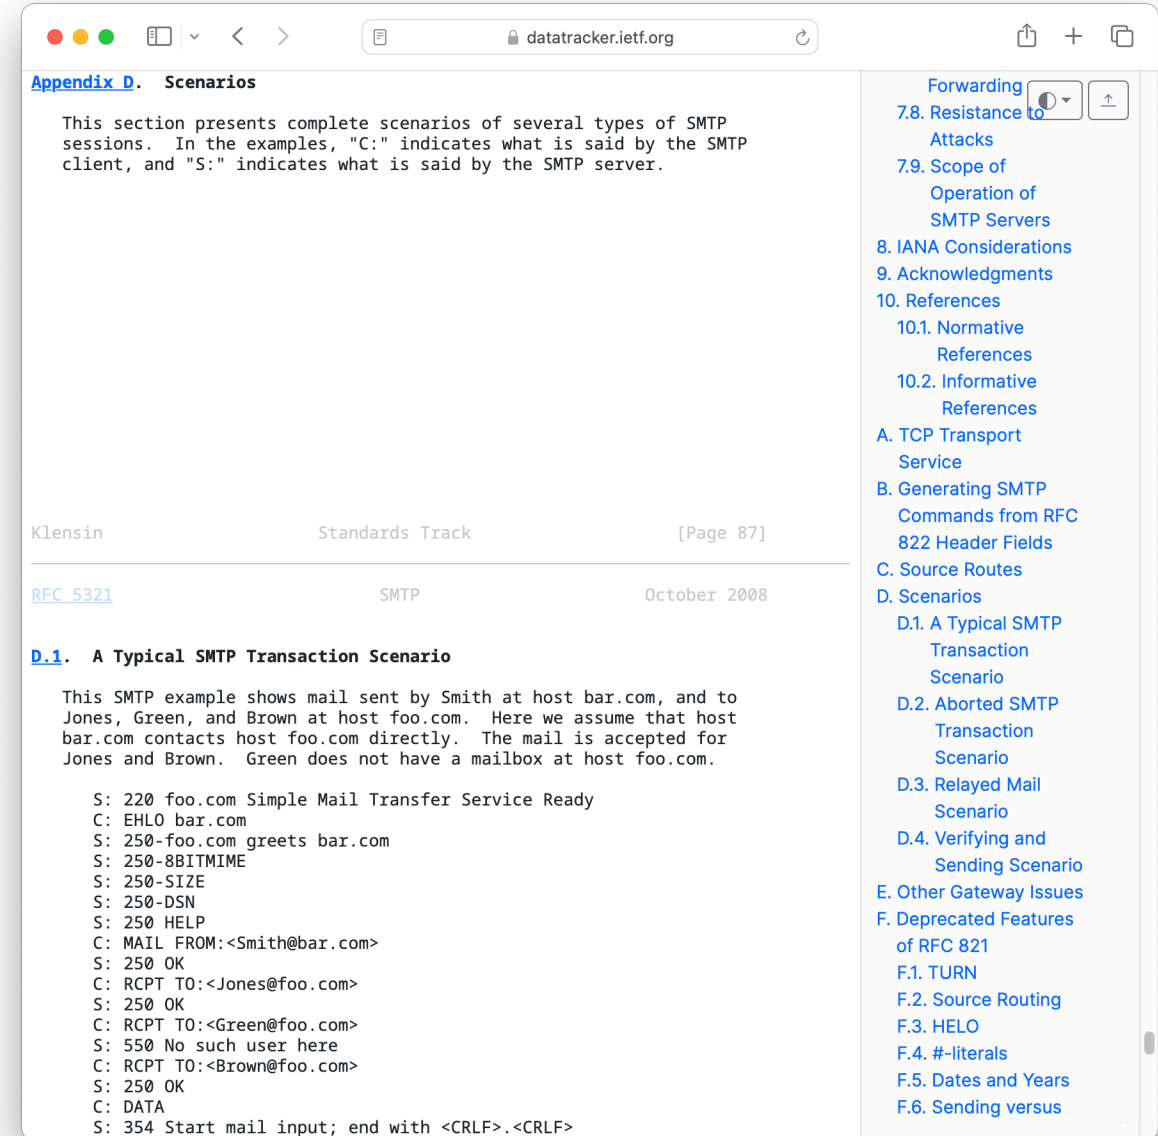 datatracker.ietf.org
Appendix D.  Scenarios
This section presents complete scenarios of several types of SMTP
sessions.  In the examples, "C:" indicates what is said by the SMTP
client, and "S:" indicates what is said by the SMTP server.
Klensin Standards Track [Page 87]
RFC 5321 SMTP October 2008
D.1.  A Typical SMTP Transaction Scenario
This SMTP example shows mail sent by Smith at host bar.com, and to
Jones, Green, and Brown at host foo.com.  Here we assume that host
bar.com contacts host foo.com directly.  The mail is accepted for
Jones and Brown.  Green does not have a mailbox at host foo.com.
S: 220 foo.com Simple Mail Transfer Service Ready
C: EHLO bar.com
S: 250-foo.com greets bar.com
S: 250-8BITMIME
S: 250-SIZE
S: 250-DSN
S: 250 HELP
C: MAIL FROM:<Smith@bar.com>
S: 250 OK
C: RCPT TO:<Jones@foo.com>
S: 250 OK
C: RCPT TO:<Green@foo.com>
S: 550 No such user here
C: RCPT TO:<Brown@foo.com>
S: 250 OK
C: DATA
S: 354 Start mail input; end with <CRLF>.<CRLF>
Forwarding
7.8. Resistance to
Attacks
7.9. Scope of
Operation of
SMTP Servers
8. IANA Considerations
9. Acknowledgments
10. References
10.1. Normative
References
10.2. Informative
References
A. TCP Transport
Service
B. Generating SMTP
Commands from RFC
822 Header Fields
C. Source Routes
D. Scenarios
D.1. A Typical SMTP
Transaction
Scenario
D.2. Aborted SMTP
Transaction
Scenario
D.3. Relayed Mail
Scenario
D.4. Verifying and
Sending Scenario
E. Other Gateway Issues
F. Deprecated Features
of RFC 821
F.1. TURN
F.2. Source Routing
F.3. HELO
F.4. #-literals
F.5. Dates and Years
F.6. Sending versus